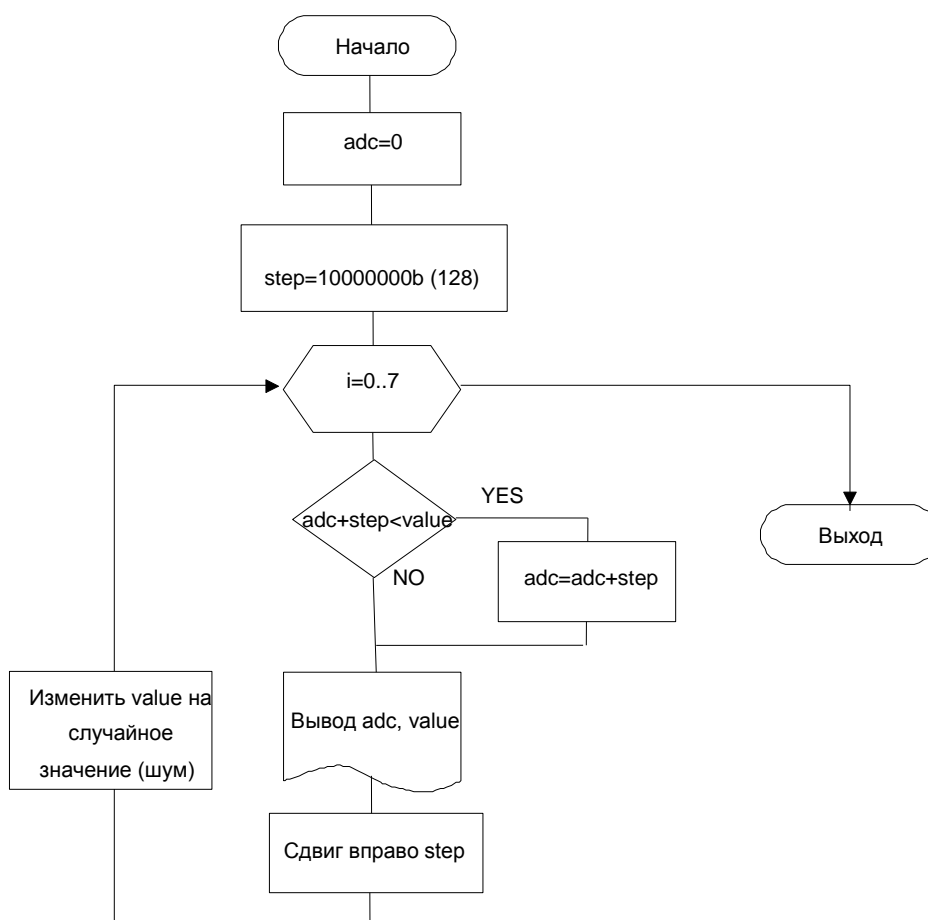 Начало
adc=0
step=10000000b (128)
i=0..7
adc+step<value
YES
NO
adc=adc+step
Выход
Вывод adc, value
Сдвиг вправо step
Изменить value на
случайное
значение (шум)